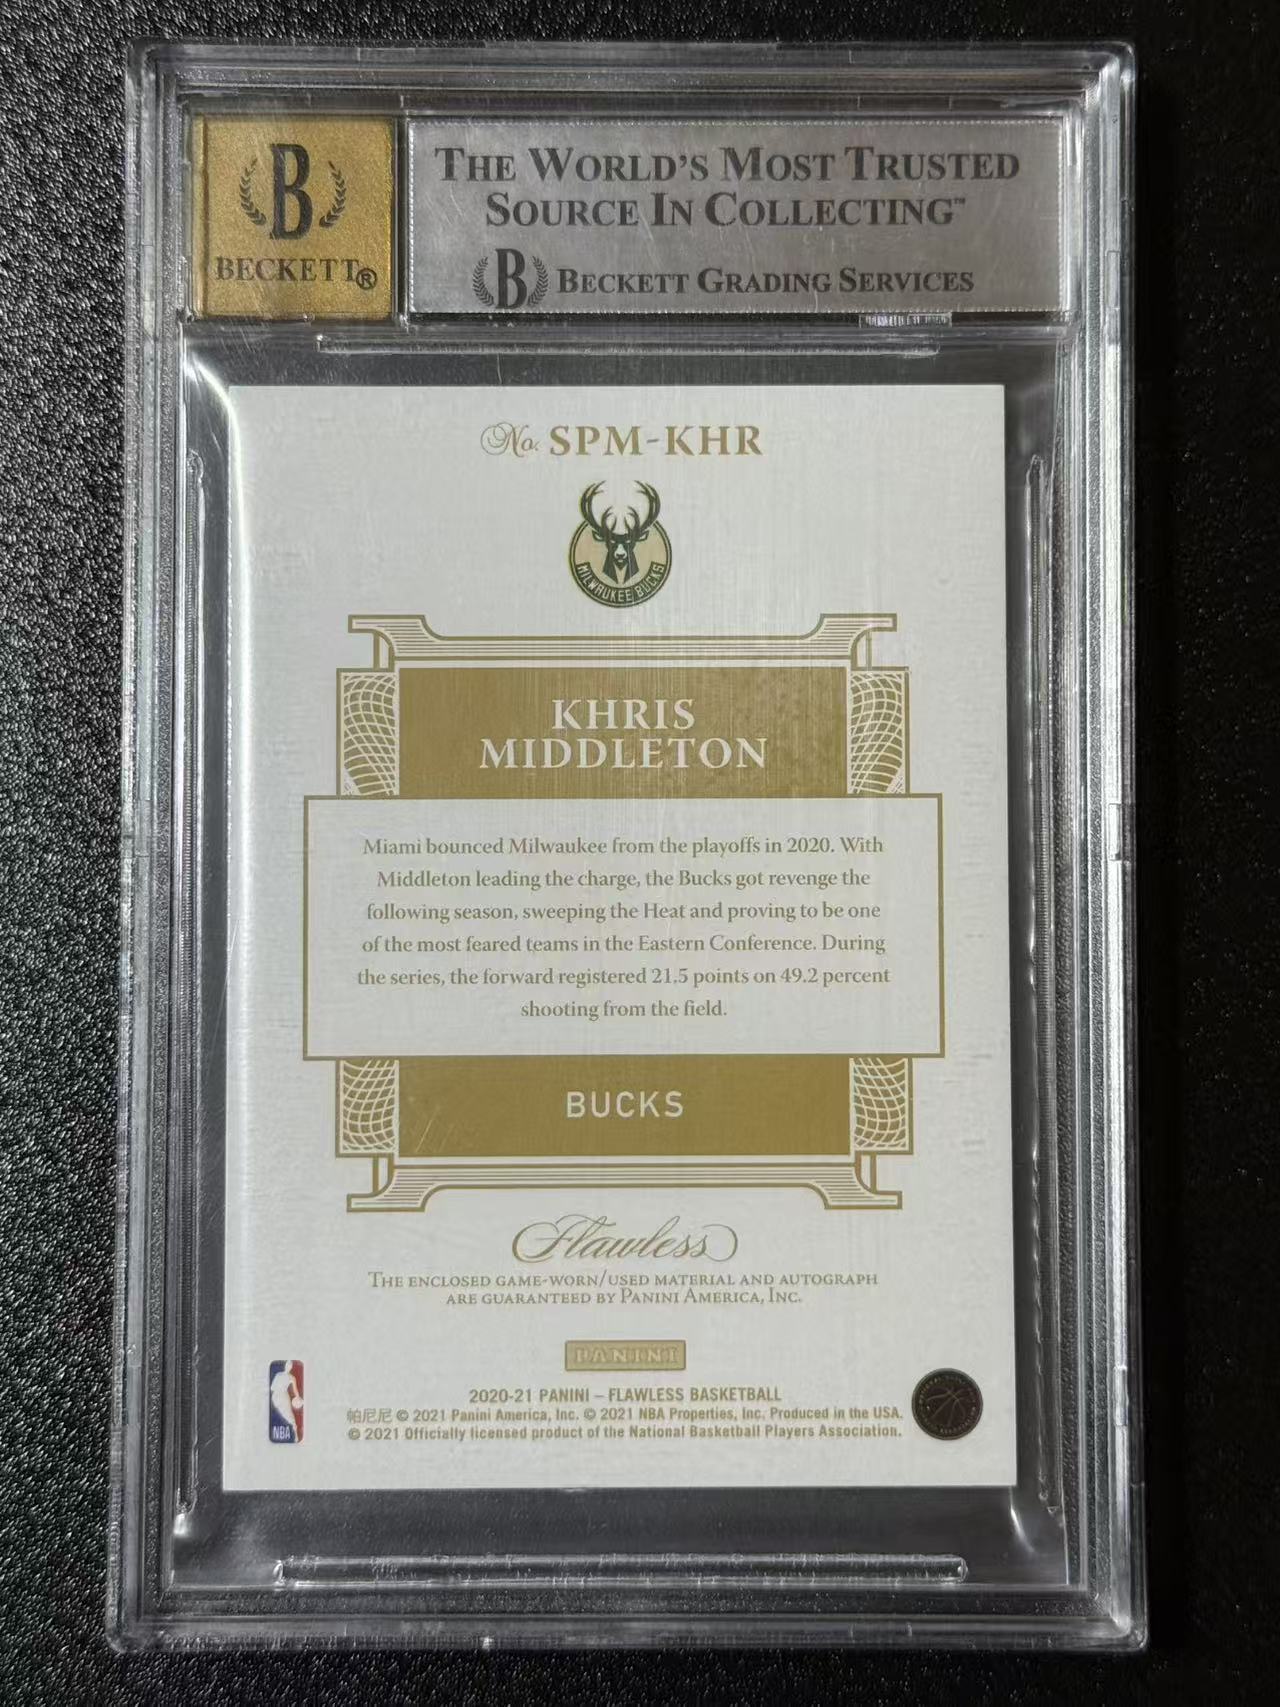 B
BECKETT®
THE WORLD'S MOST TRUSTED
SOURCE IN COLLECTING™
B BECKETT GRADING SERVICES
No. SPM-KHR
MILWAUKEE BUCKS
KHRIS
MIDDLETON
Miami bounced Milwaukee from the playoffs in 2020. With
Middleton leading the charge, the Bucks got revenge the
following season, sweeping the Heat and proving to be one
of the most feared teams in the Eastern Conference. During
the series, the forward registered 21.5 points on 49.2 percent
shooting from the field.
BUCKS
Flawless
THE ENCLOSED GAME-WORN/USED MATERIAL AND AUTOGRAPH
ARE GUARANTEED BY PANINI AMERICA, INC.
PANINI
NBA
2020-21 PANINI – FLAWLESS BASKETBALL
帕尼尼 © 2021 Panini America, Inc. © 2021 NBA Properties, Inc. Produced in the USA.
© 2021 Officially licensed product of the National Basketball Players Association.